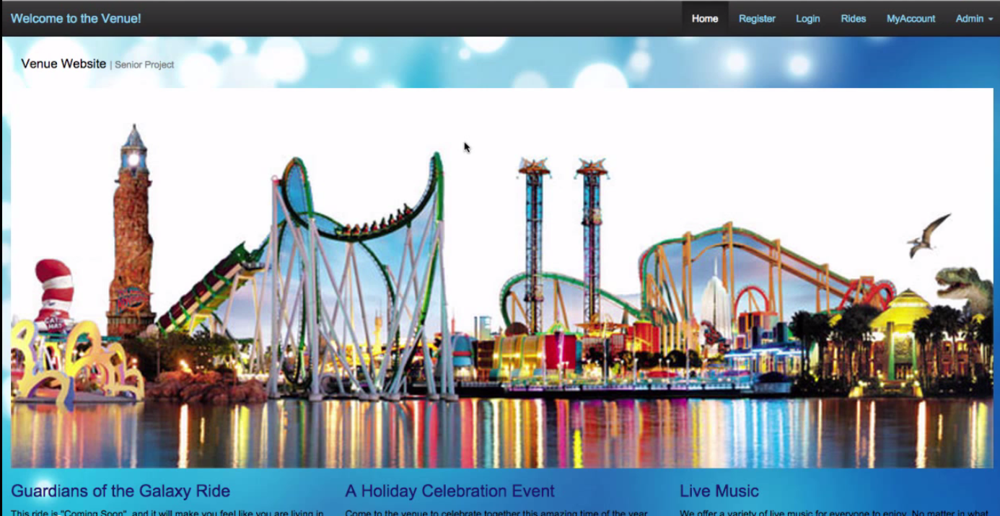 Welcome to the Venue!
Home Register Login Rides MyAccount Admin
Venue Website | Senior Project
CAT HAT
Guardians of the Galaxy Ride
This ride is "Coming Soon", and it will make you feel like you are living in
A Holiday Celebration Event
Come to the venue to celebrate together this amazing time of the year
Live Music
We offer a variety of live music for everyone to enjoy. No matter in what